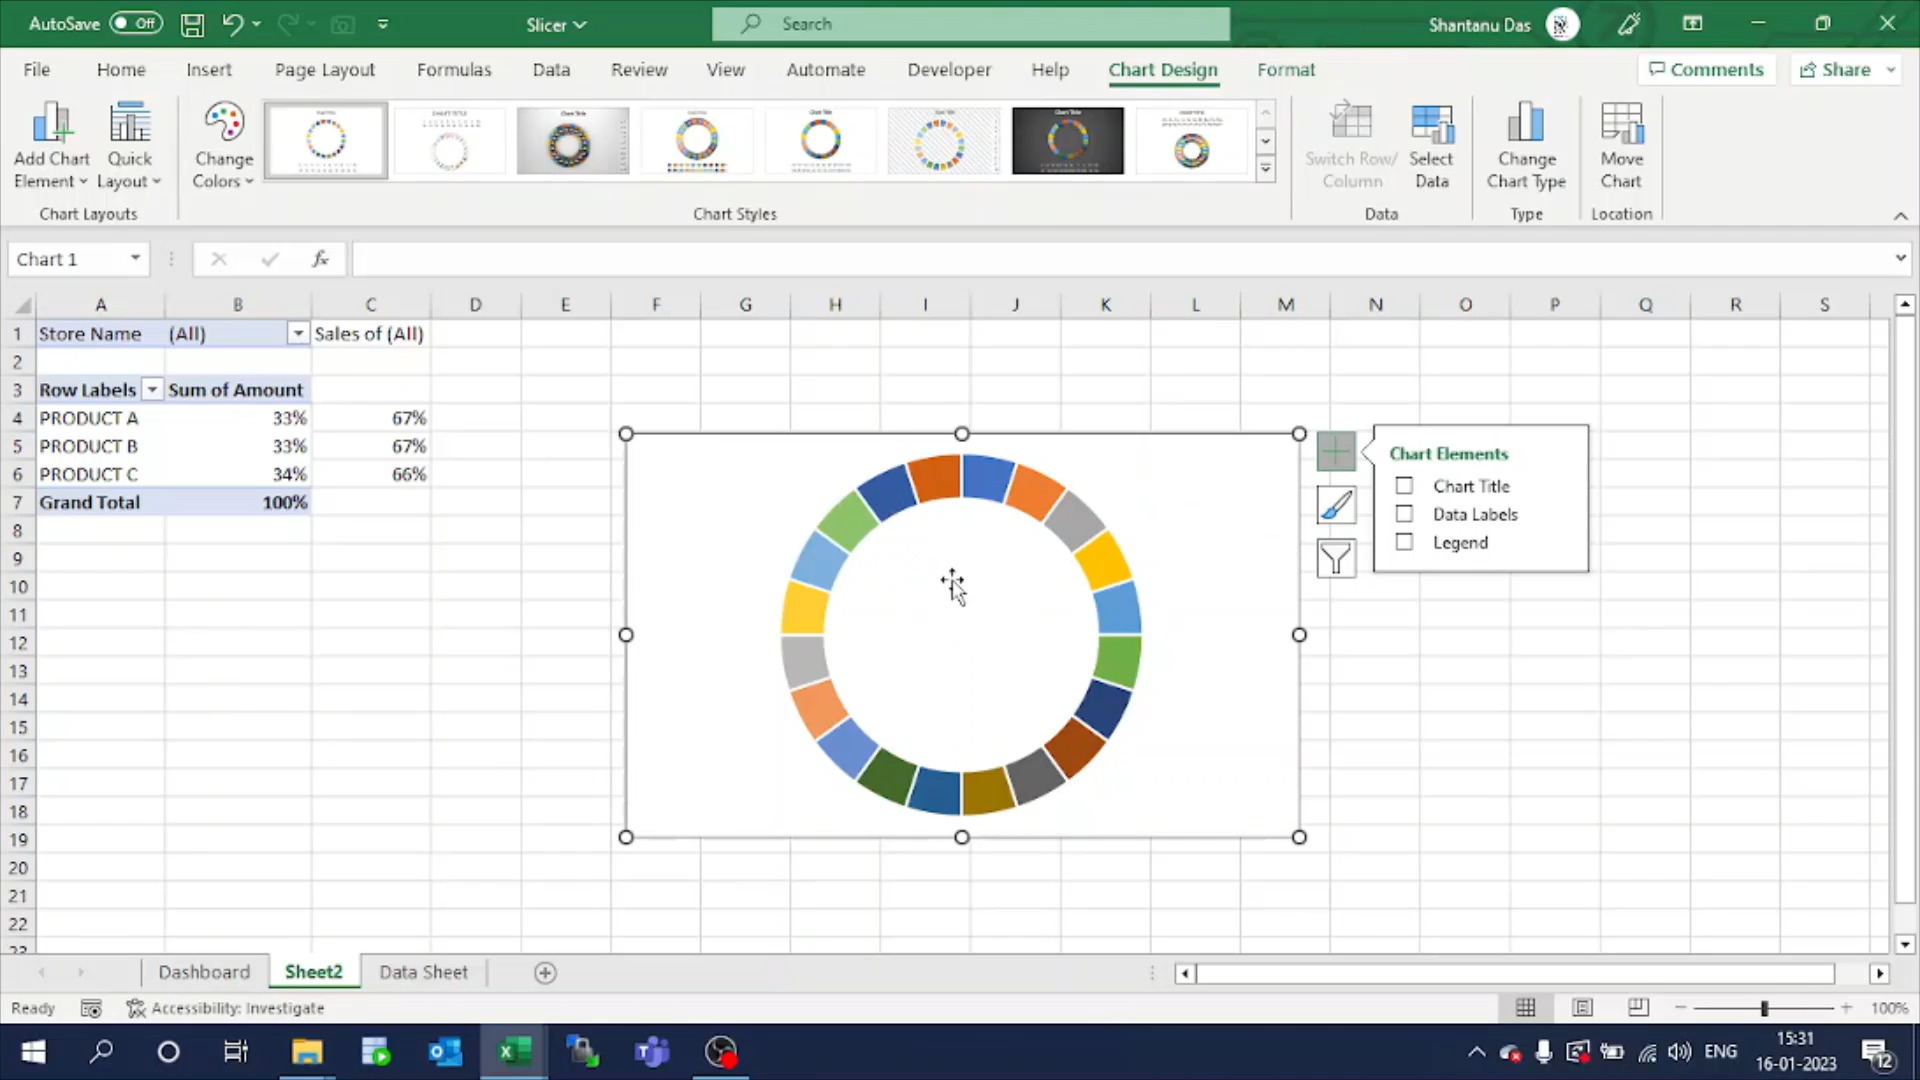 AutoSave Off
Slicer
Search
Shantanu Das
File Home Insert Page Layout Formulas Data Review View Automate Developer Help Chart Design Format
Comments Share
Add Chart Element
Quick Layout
Change Colors
Switch Row/ Column
Select Data
Change Chart Type
Move Chart
Chart Layouts Chart Styles Data Type Location
Chart 1 fx
A B C D E F G H I J K L M N O P Q R S
1 Store Name (All) Sales of (All)
2
3 Row Labels Sum of Amount
4 PRODUCT A 33% 67%
5 PRODUCT B 33% 67%
6 PRODUCT C 34% 66%
7 Grand Total 100%
8
9
10
11
12
13
14
15
16
17
18
19
20
21
22
23
Chart Elements
Chart Title
Data Labels
Legend
Dashboard Sheet2 Data Sheet
Ready Accessibility: Investigate 100%
ENG
15:31
16-01-2023
12